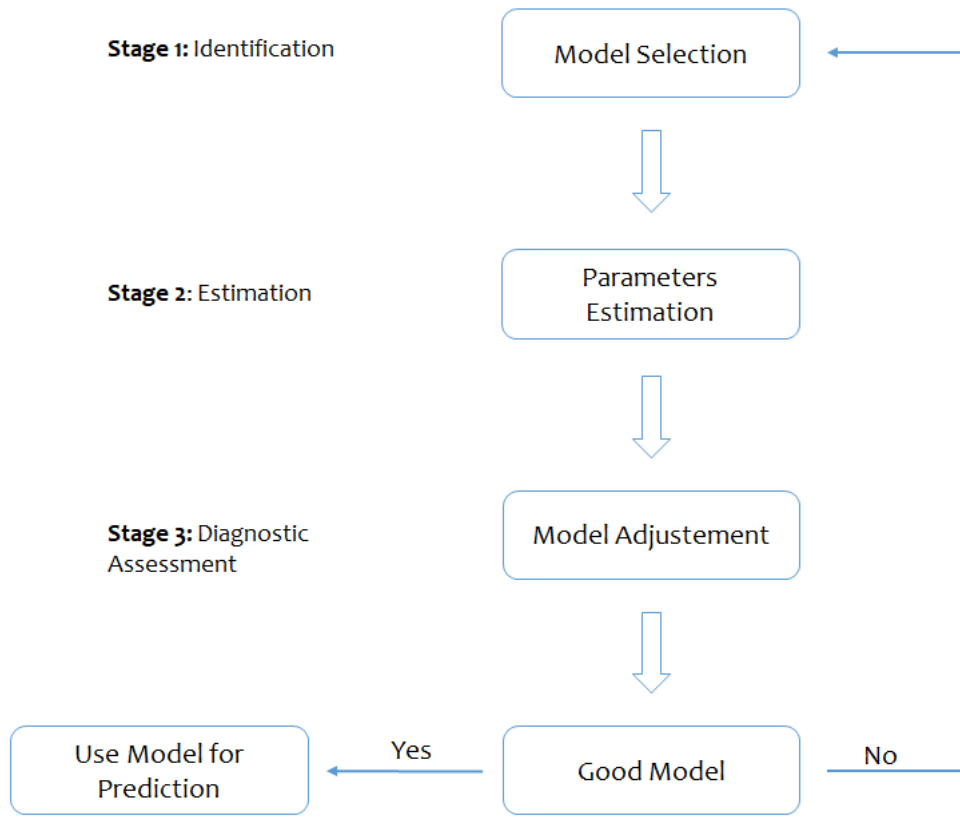 Stage 1: Identification
Model Selection
Stage 2: Estimation
Parameters
Estimation
Stage 3: Diagnostic
Assessment
Model Adjustement
Use Model for
Prediction
Yes
Good Model
No